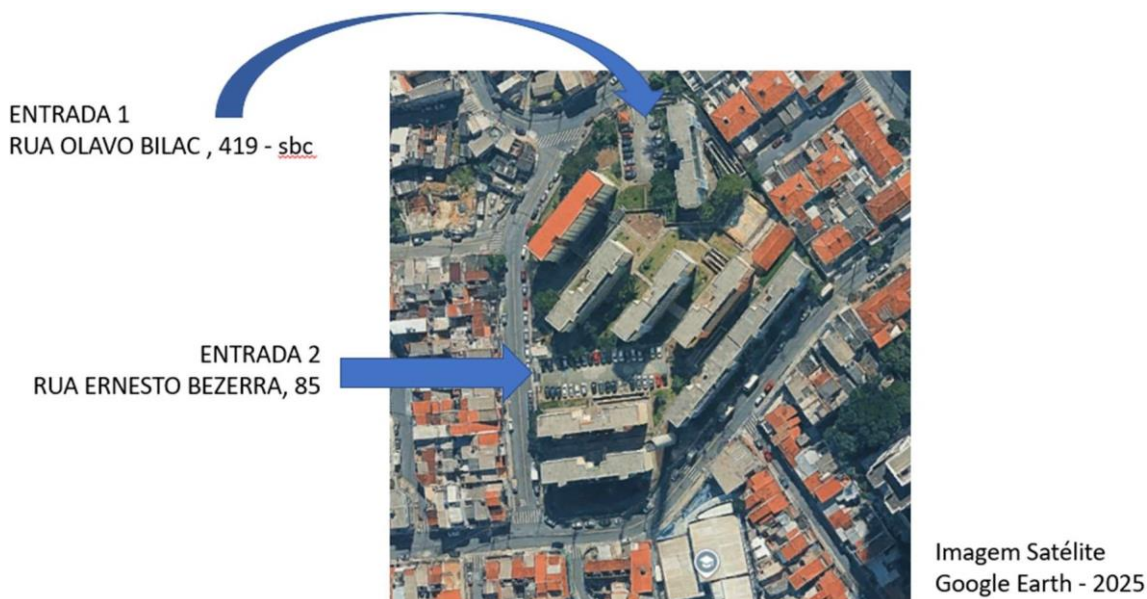 ENTRADA 1
RUA OLAVO BILAC , 419 - sbc
ENTRADA 2
RUA ERNESTO BEZERRA, 85
Imagem Satélite
Google Earth - 2025